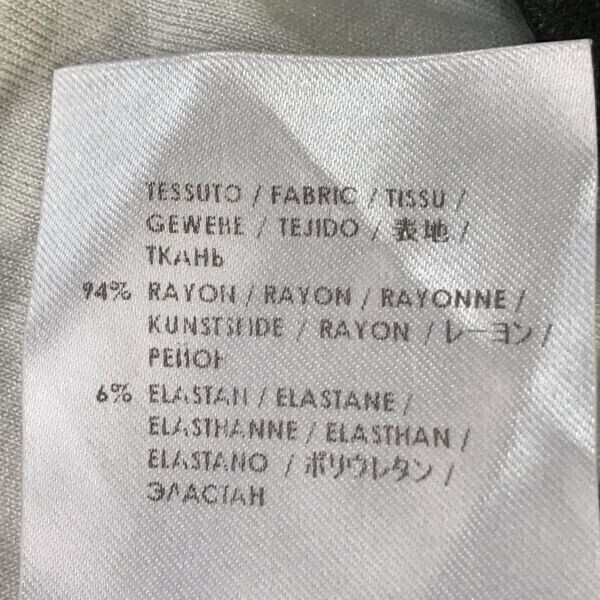 TESSUTO / FABRIC / TISSU /
GEWEBE / TEJIDO / 表地 /
ТКАНЬ
94% RAYON / RAYON / RAYONNE /
KUNSTSEIDE / RAYON / レーヨン /
РЕЙОН
6% ELASTAN / ELASTANE /
ELASTHANNE / ELASTHAN /
ELASTANO / ポリウレタン /
ЭЛАСТАН